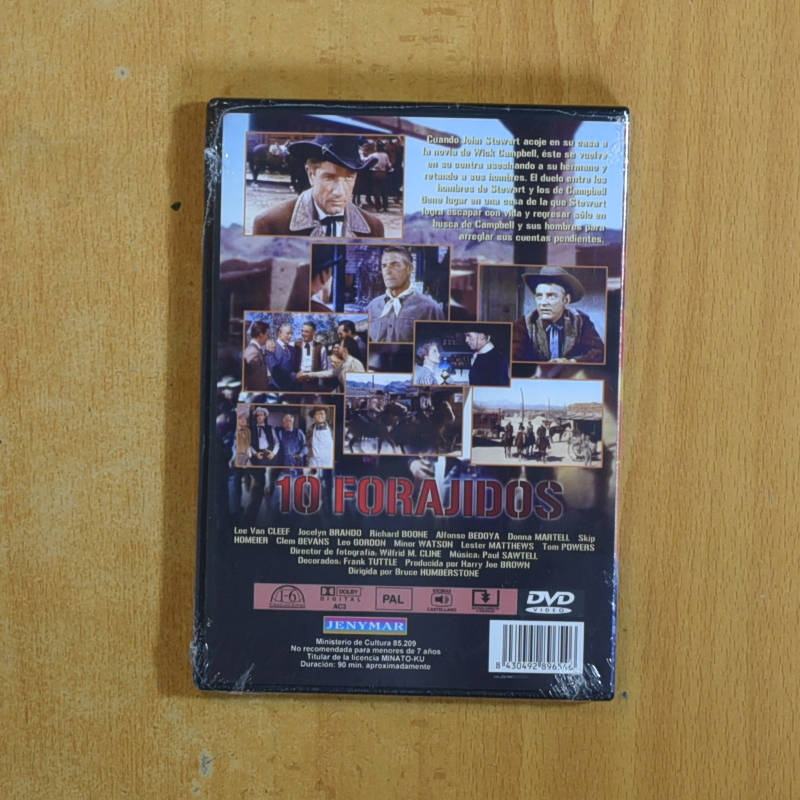 Cuando John Stewart acoje en su casa a
la novia de Wick Campbell, éste se vuelve
en su contra asesinando a su hermano y
retando a sus hombres. El duelo entre los
hombres de Stewart y los de Campbell
tiene lugar en una casa de la que Stewart
logra escapar con vida y regresar sólo en
busca de Campbell y sus hombres para
arreglar sus cuentas pendientes.
10 FORAJIDOS
Lee Van CLEEF Jocelyn BRANDO Richard BOONE Alfonso BEDOYA Donna MARTELL Skip
HOMEIER Clem BEVANS Leo GORDON Minor WATSON Lester MATTHEWS Tom POWERS
Director de fotografía: Wilfrid M. CLINE Música: Paul SAWTELL
Decorados: Frank TUTTLE Producida por Harry Joe BROWN
Dirigida por Bruce HUMBERSTONE
1-6
DOLBY
DIGITAL
AC3
PAL
CASTELLANO
DVD
VIDEO
JENYMAR
Ministerio de Cultura 85.209
No recomendada para menores de 7 años
Titular de la licencia MINATO-KU
Duración: 90 min. aproximadamente
8 430492 896566